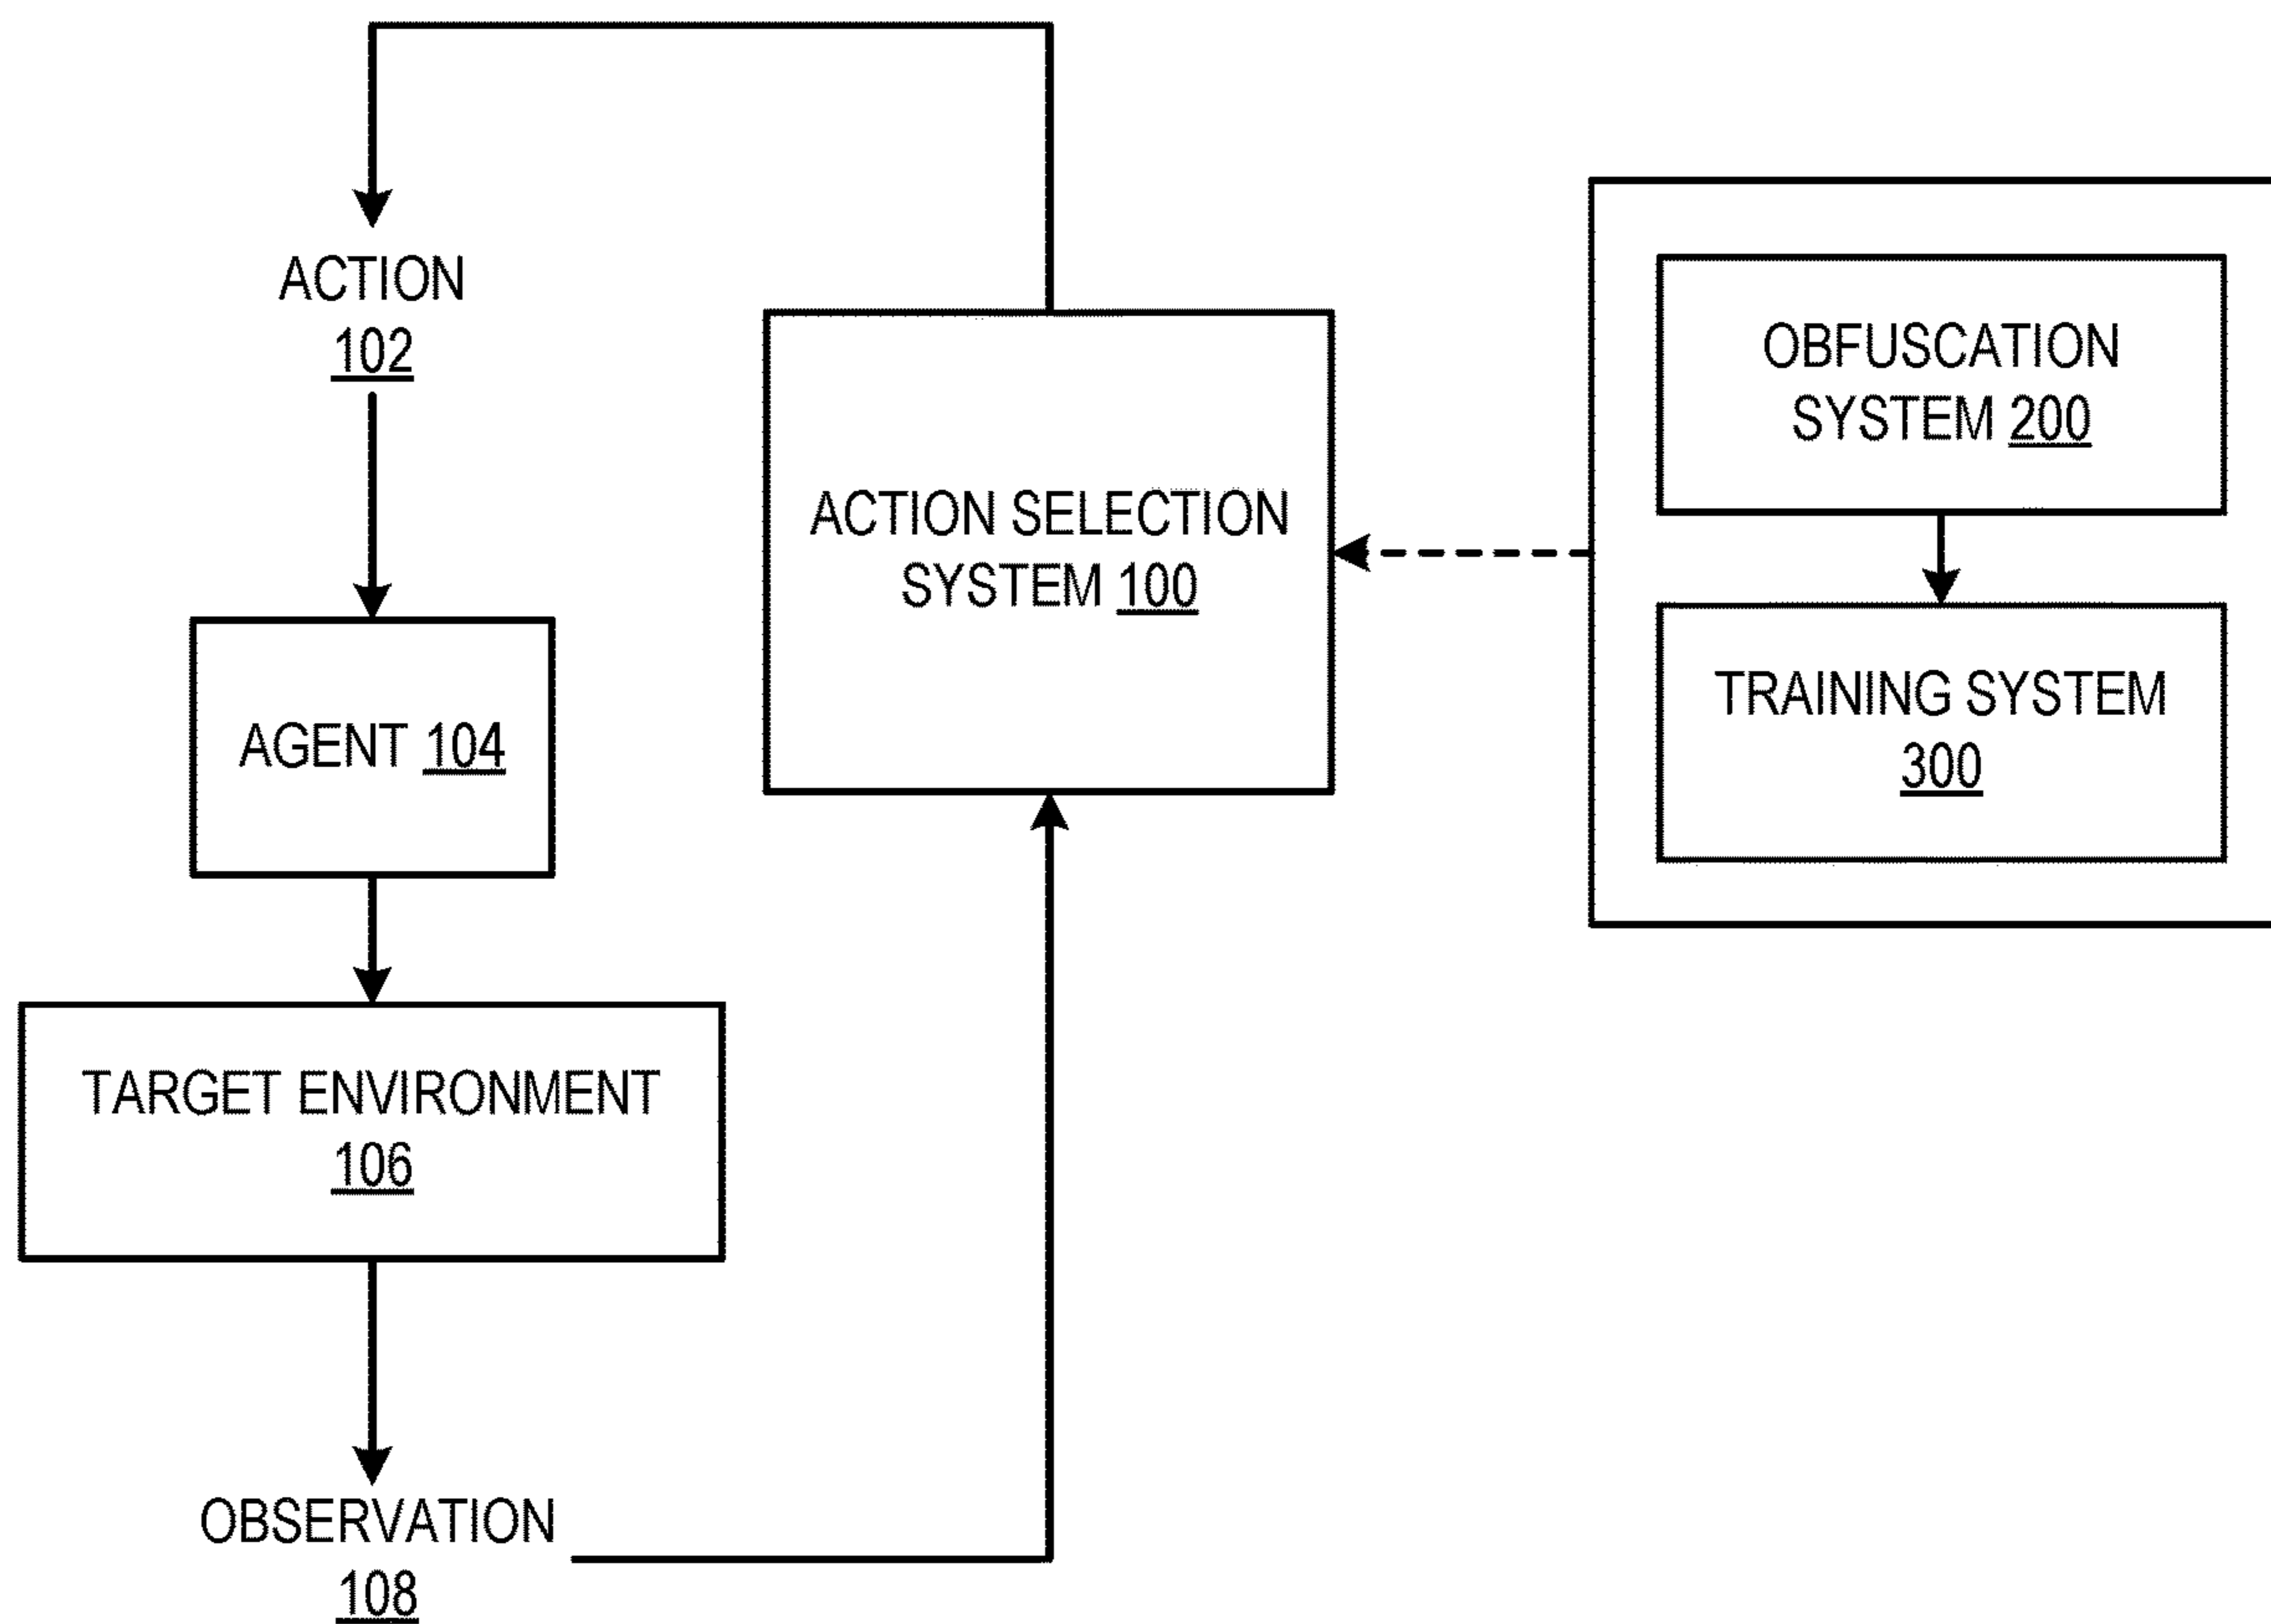 ACTION
102
AGENT 104
TARGET ENVIRONMENT
106
OBSERVATION
108
ACTION SELECTION
SYSTEM 100
OBFUSCATION
SYSTEM 200
TRAINING SYSTEM
300